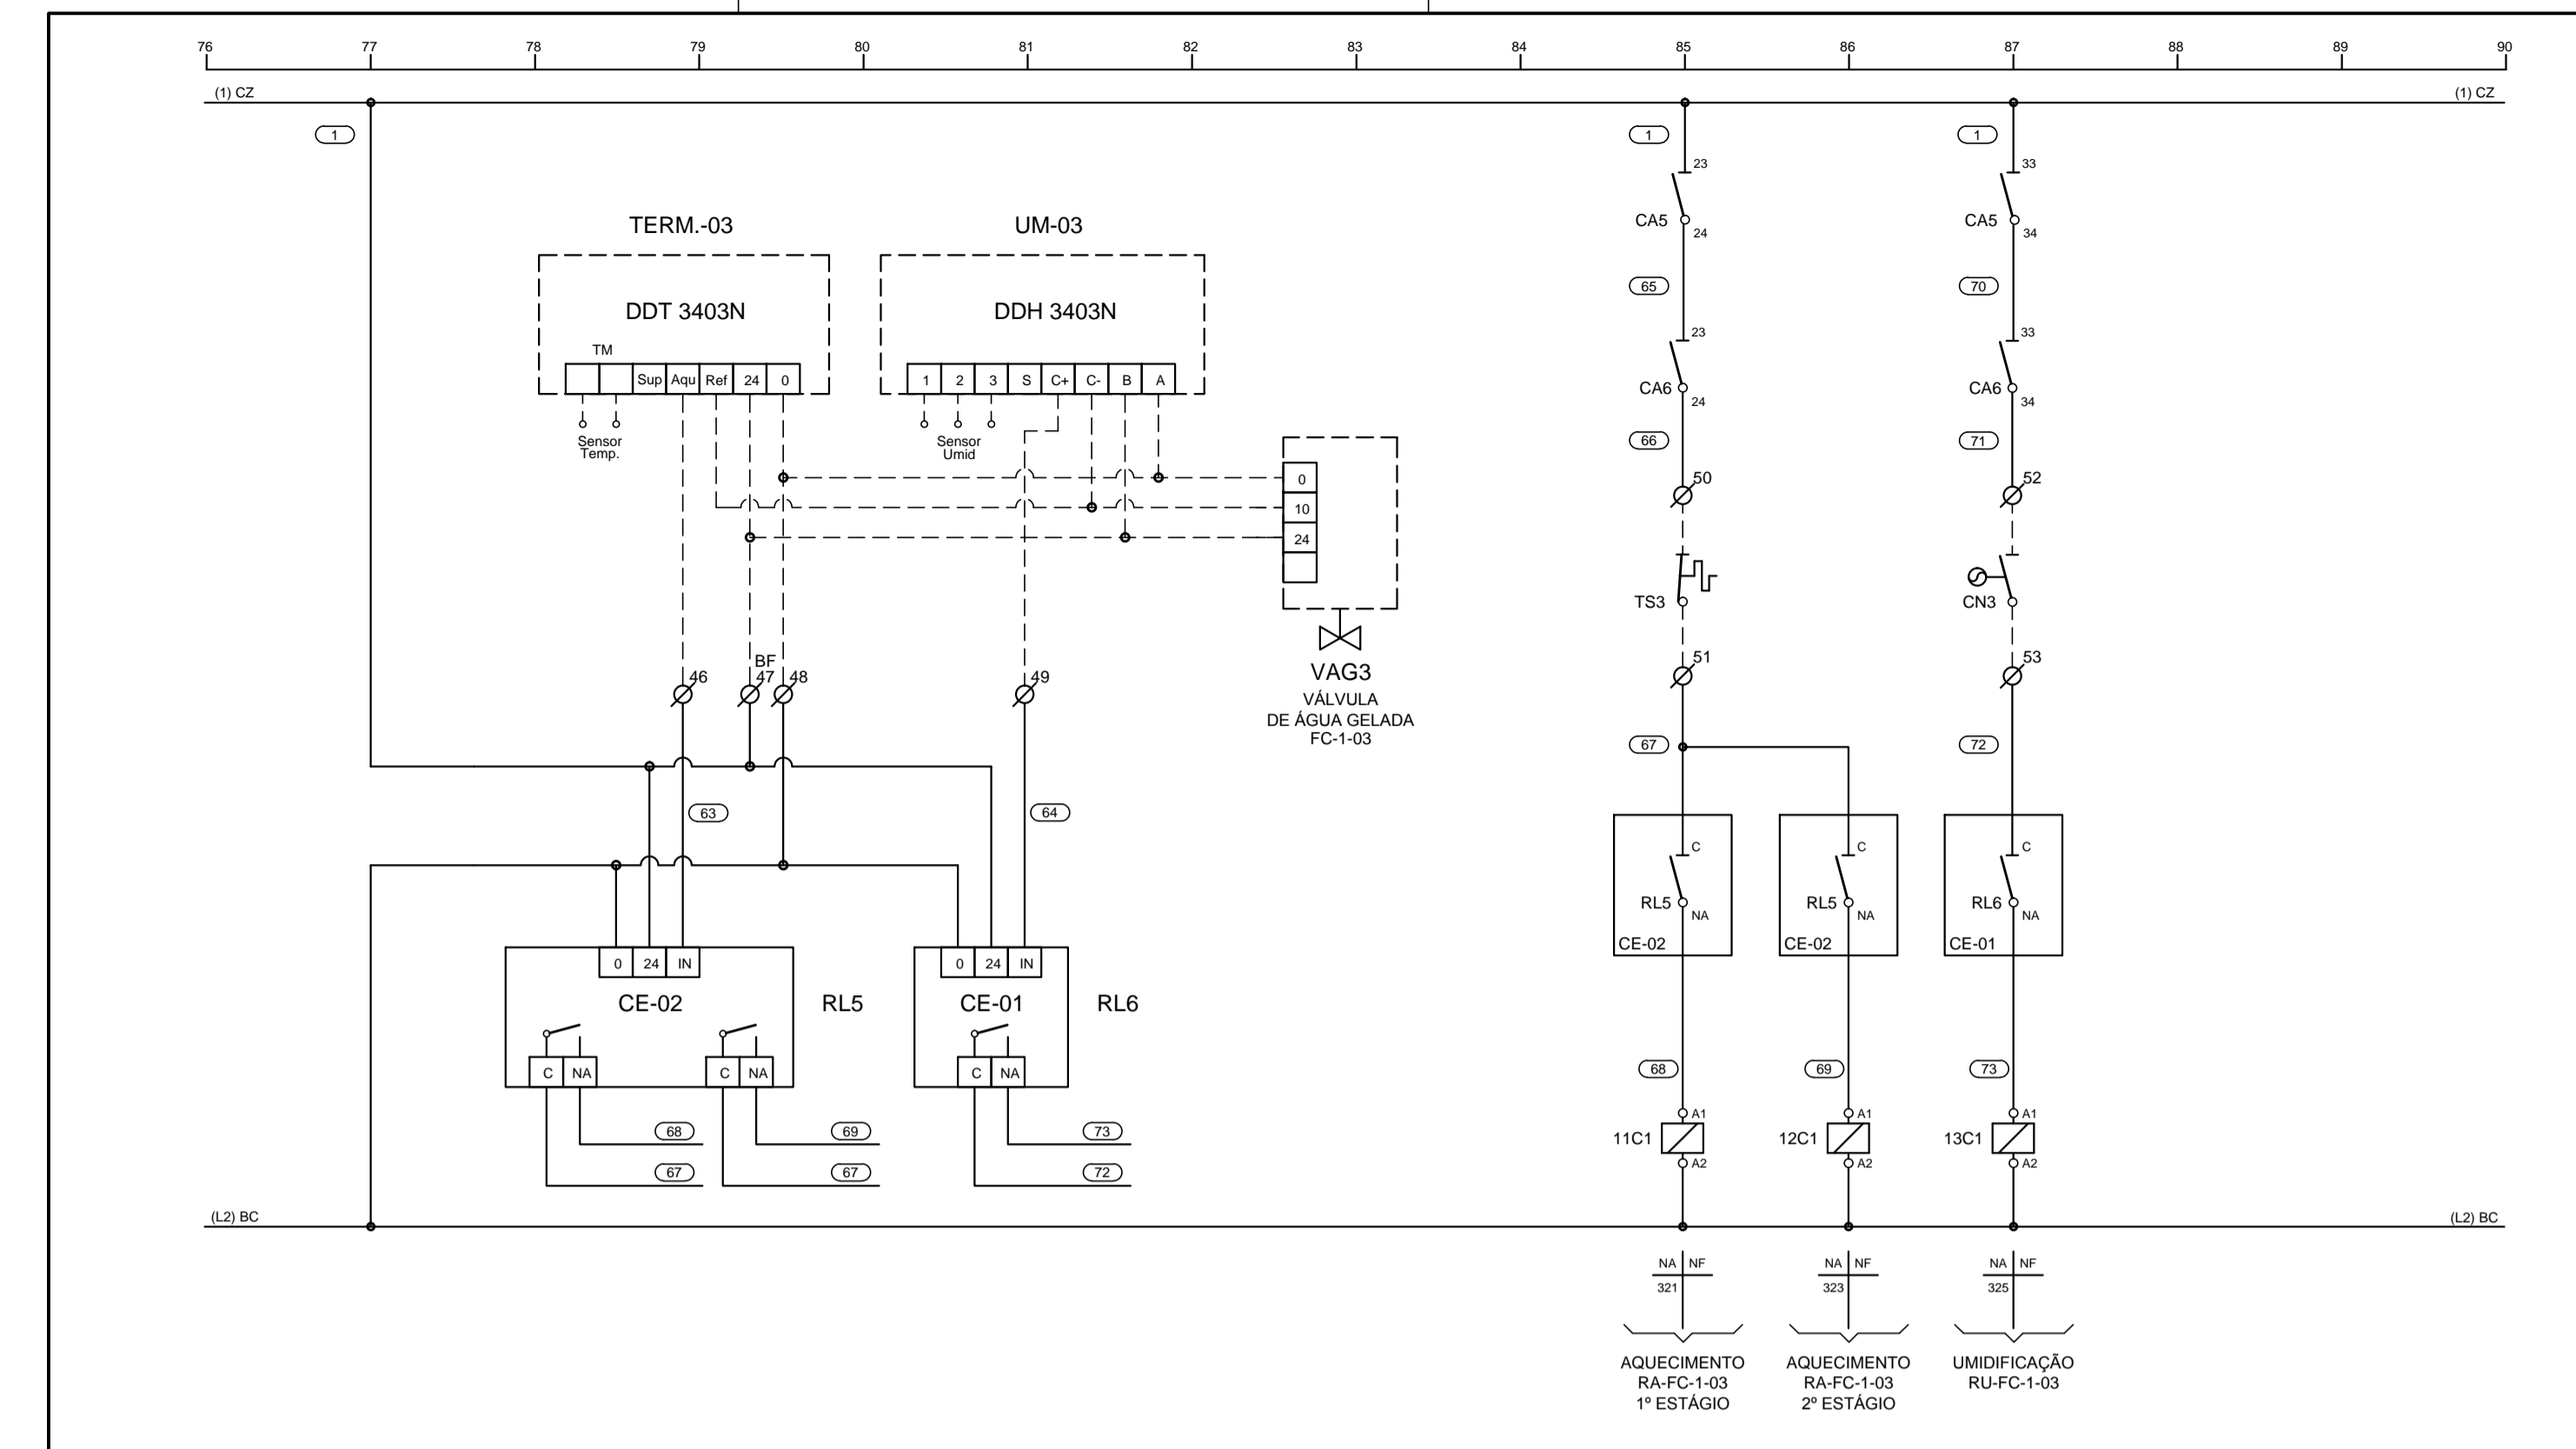 76 77 78 79 80 81 82 83 84 85 86 87 88 89 90
(1) CZ (1) CZ
1 1 1
23 33
CA5 CA5
24 34
TERM.-03 UM-03
65 70
DDT 3403N DDH 3403N
23 33
TM
Sup Aqu Ref 24 0
1 2 3 S C+ C- B A
CA6 CA6
24 34
Sensor
Temp.
Sensor
Umid
66 71
0
10
24
50 52
TS3 CN3
BF
46 47 48 49
51 53
VAG3
VÁLVULA
DE ÁGUA GELADA
FC-1-03
67 72
63 64
C C C
RL5 RL5 RL6
NA NA NA
CE-02 CE-02 CE-01
0 24 IN
0 24 IN
CE-02 RL5 CE-01 RL6
C NA C NA C NA
68 69 73
68 69 73
67 67 72
A1 A1 A1
11C1 12C1 13C1
A2 A2 A2
(L2) BC (L2) BC
NA NF NA NF NA NF
321 323 325
AQUECIMENTO
RA-FC-1-03
1º ESTÁGIO
AQUECIMENTO
RA-FC-1-03
2º ESTÁGIO
UMIDIFICAÇÃO
RU-FC-1-03